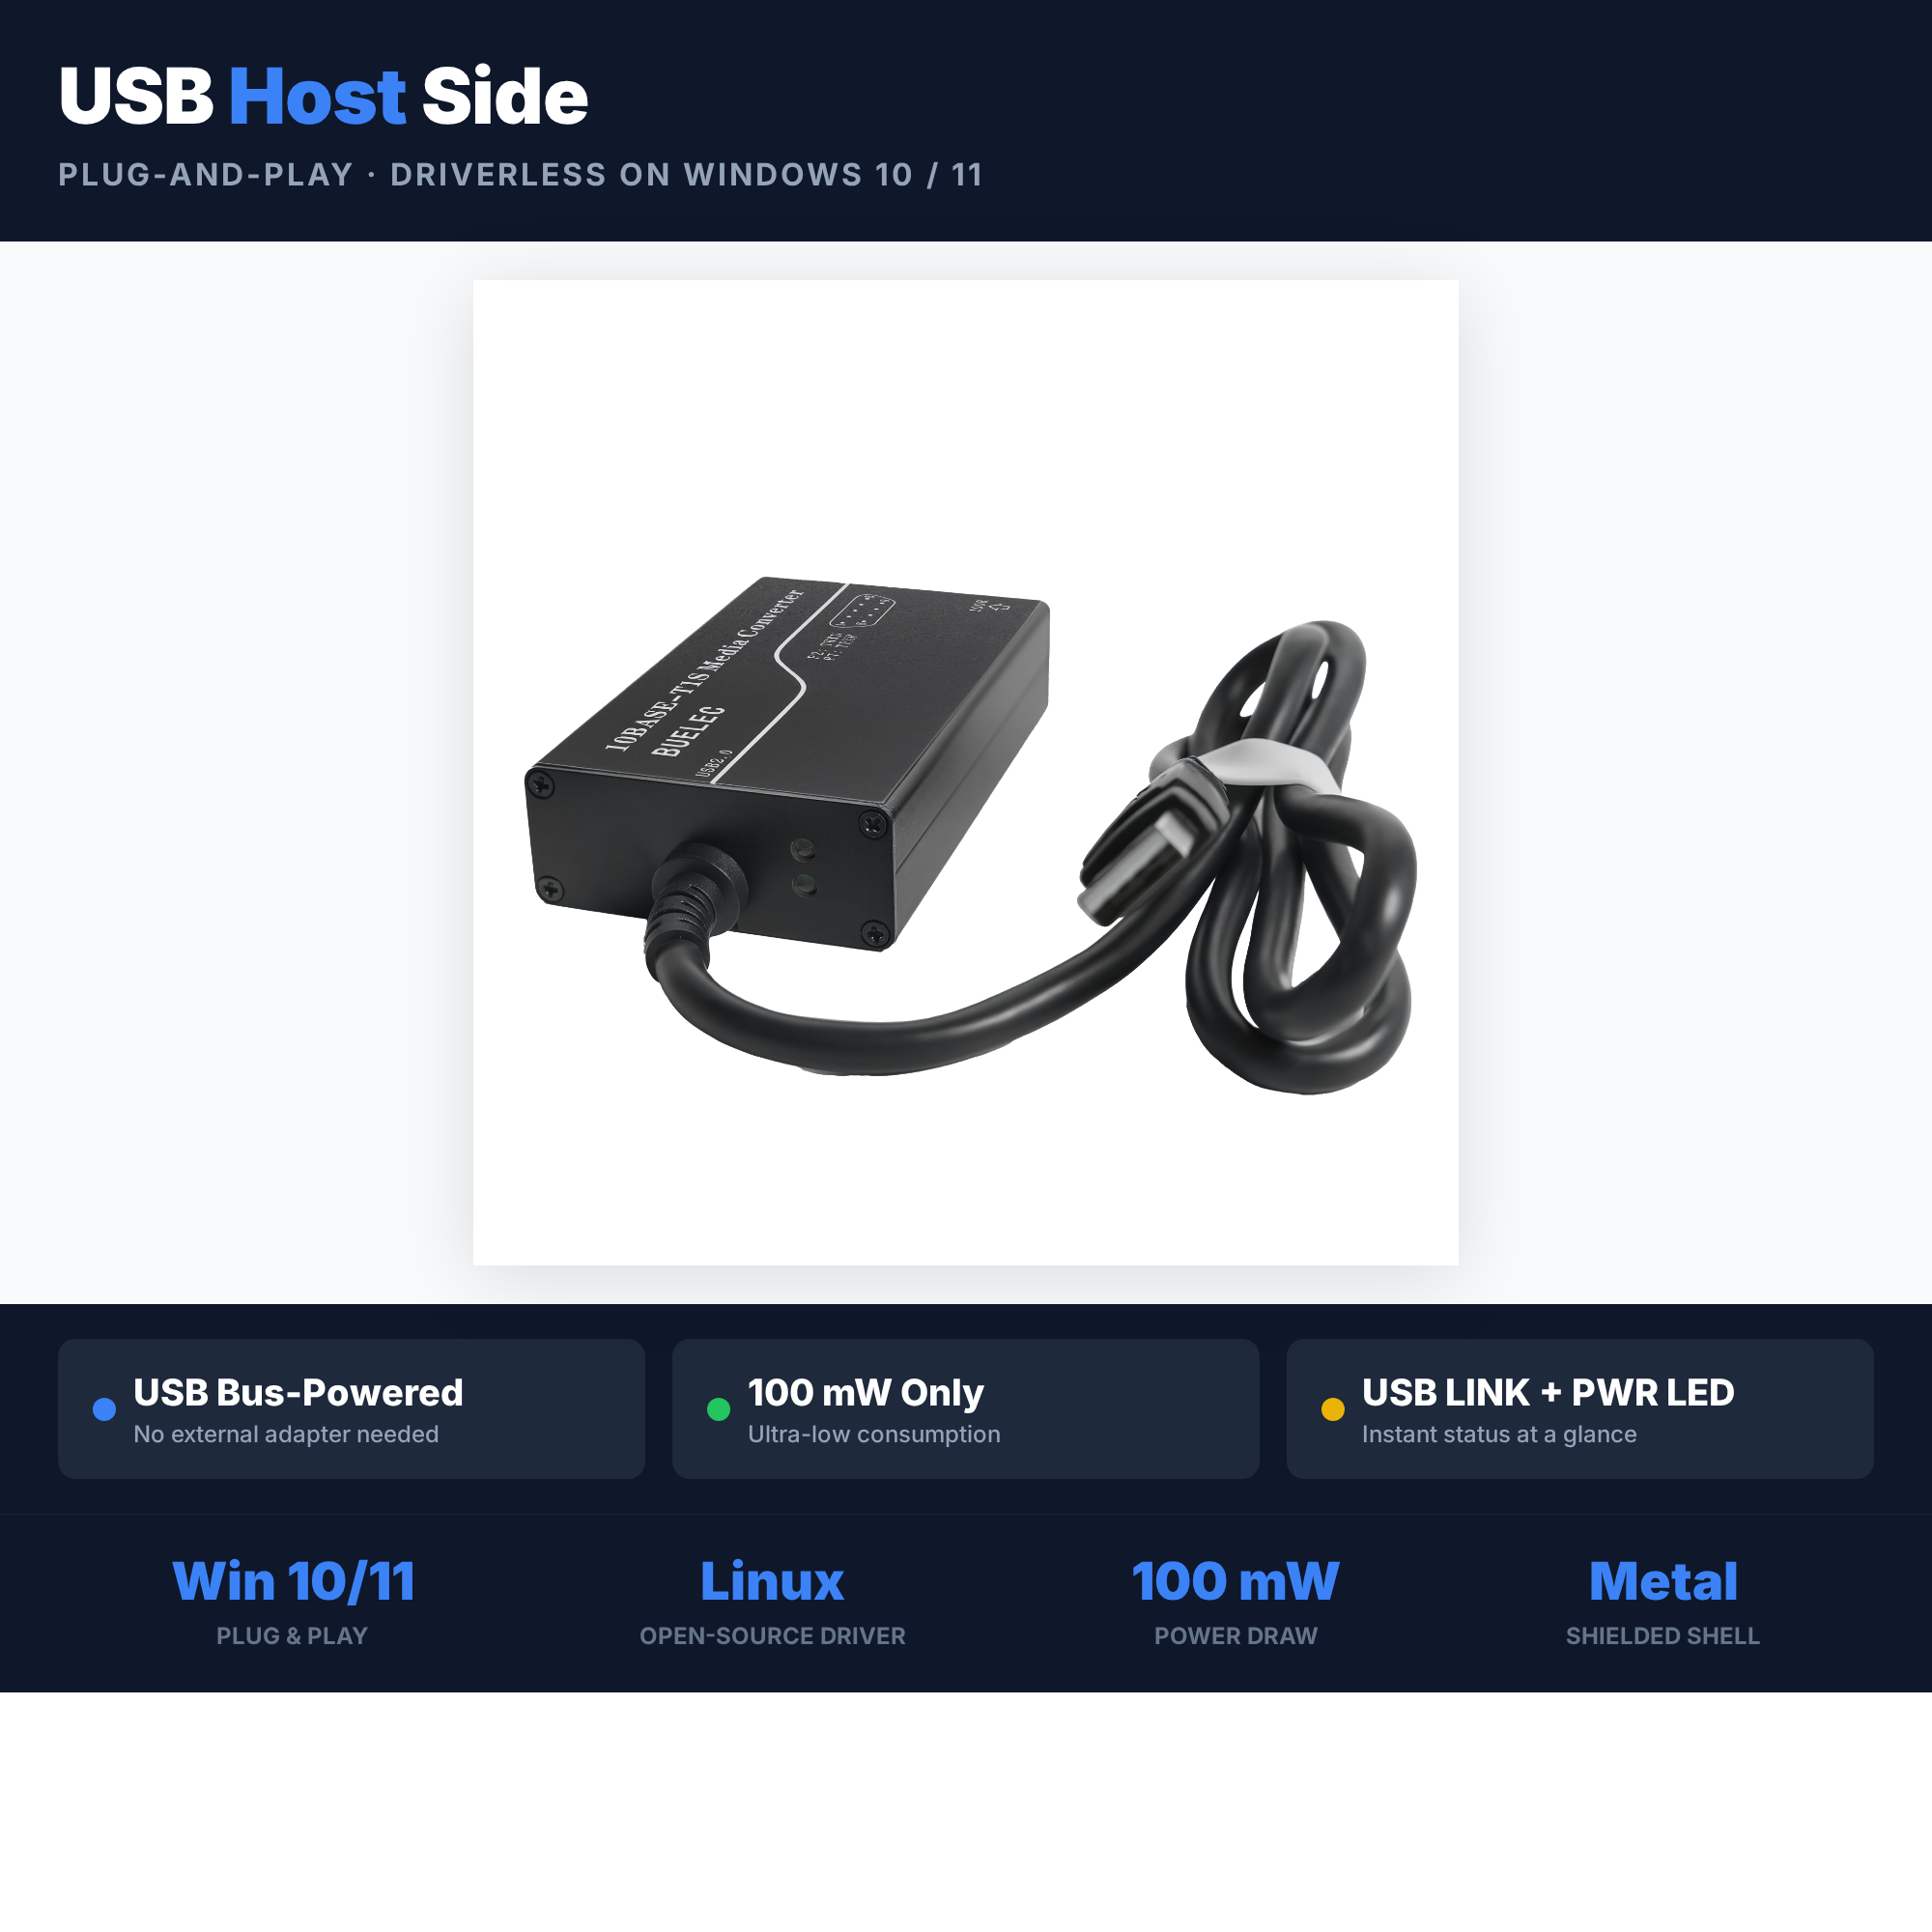 USB Host Side
PLUG-AND-PLAY · DRIVERLESS ON WINDOWS 10 / 11
10BASE-T1S Media Converter
BUELEC
USB2.0
USB Bus-Powered
No external adapter needed
100 mW Only
Ultra-low consumption
USB LINK + PWR LED
Instant status at a glance
Win 10/11
PLUG & PLAY
Linux
OPEN-SOURCE DRIVER
100 mW
POWER DRAW
Metal
SHIELDED SHELL